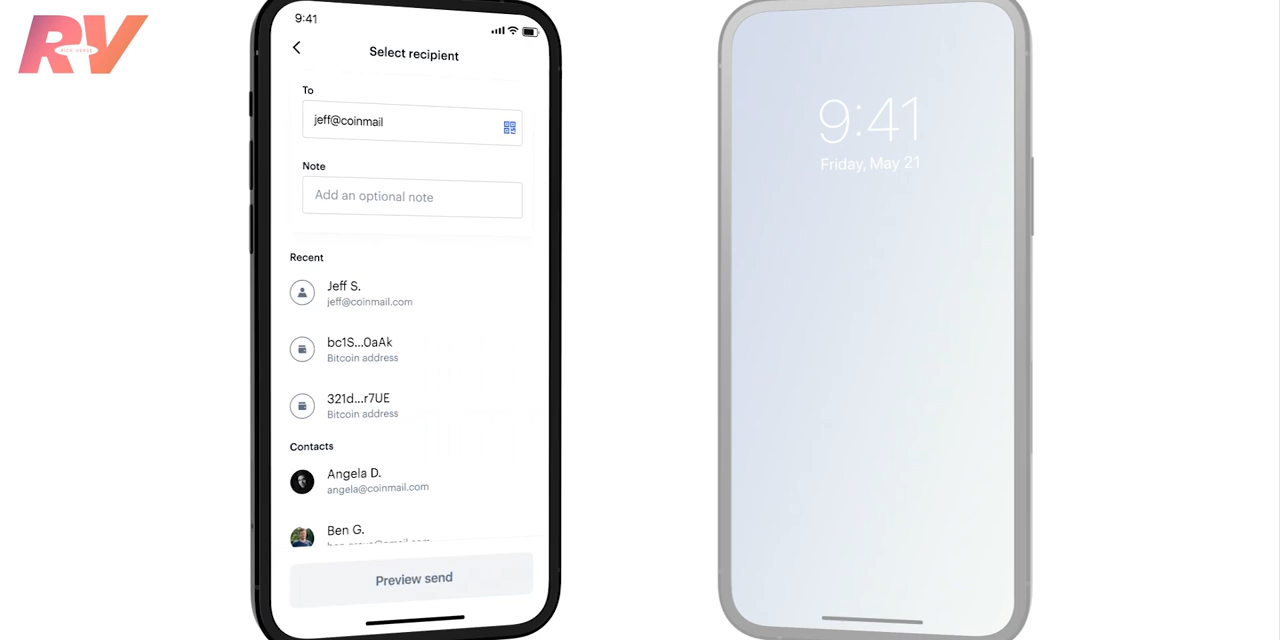 RV
RICH VERSE
9:41
Select recipient
To
jeff@coinmail
Note
Add an optional note
Recent
Jeff S.
jeff@coinmail.com
bc1S...0aAk
Bitcoin address
321d...r7UE
Bitcoin address
Contacts
Angela D.
angela@coinmail.com
Ben G.
Preview send
9:41
Friday, May 21